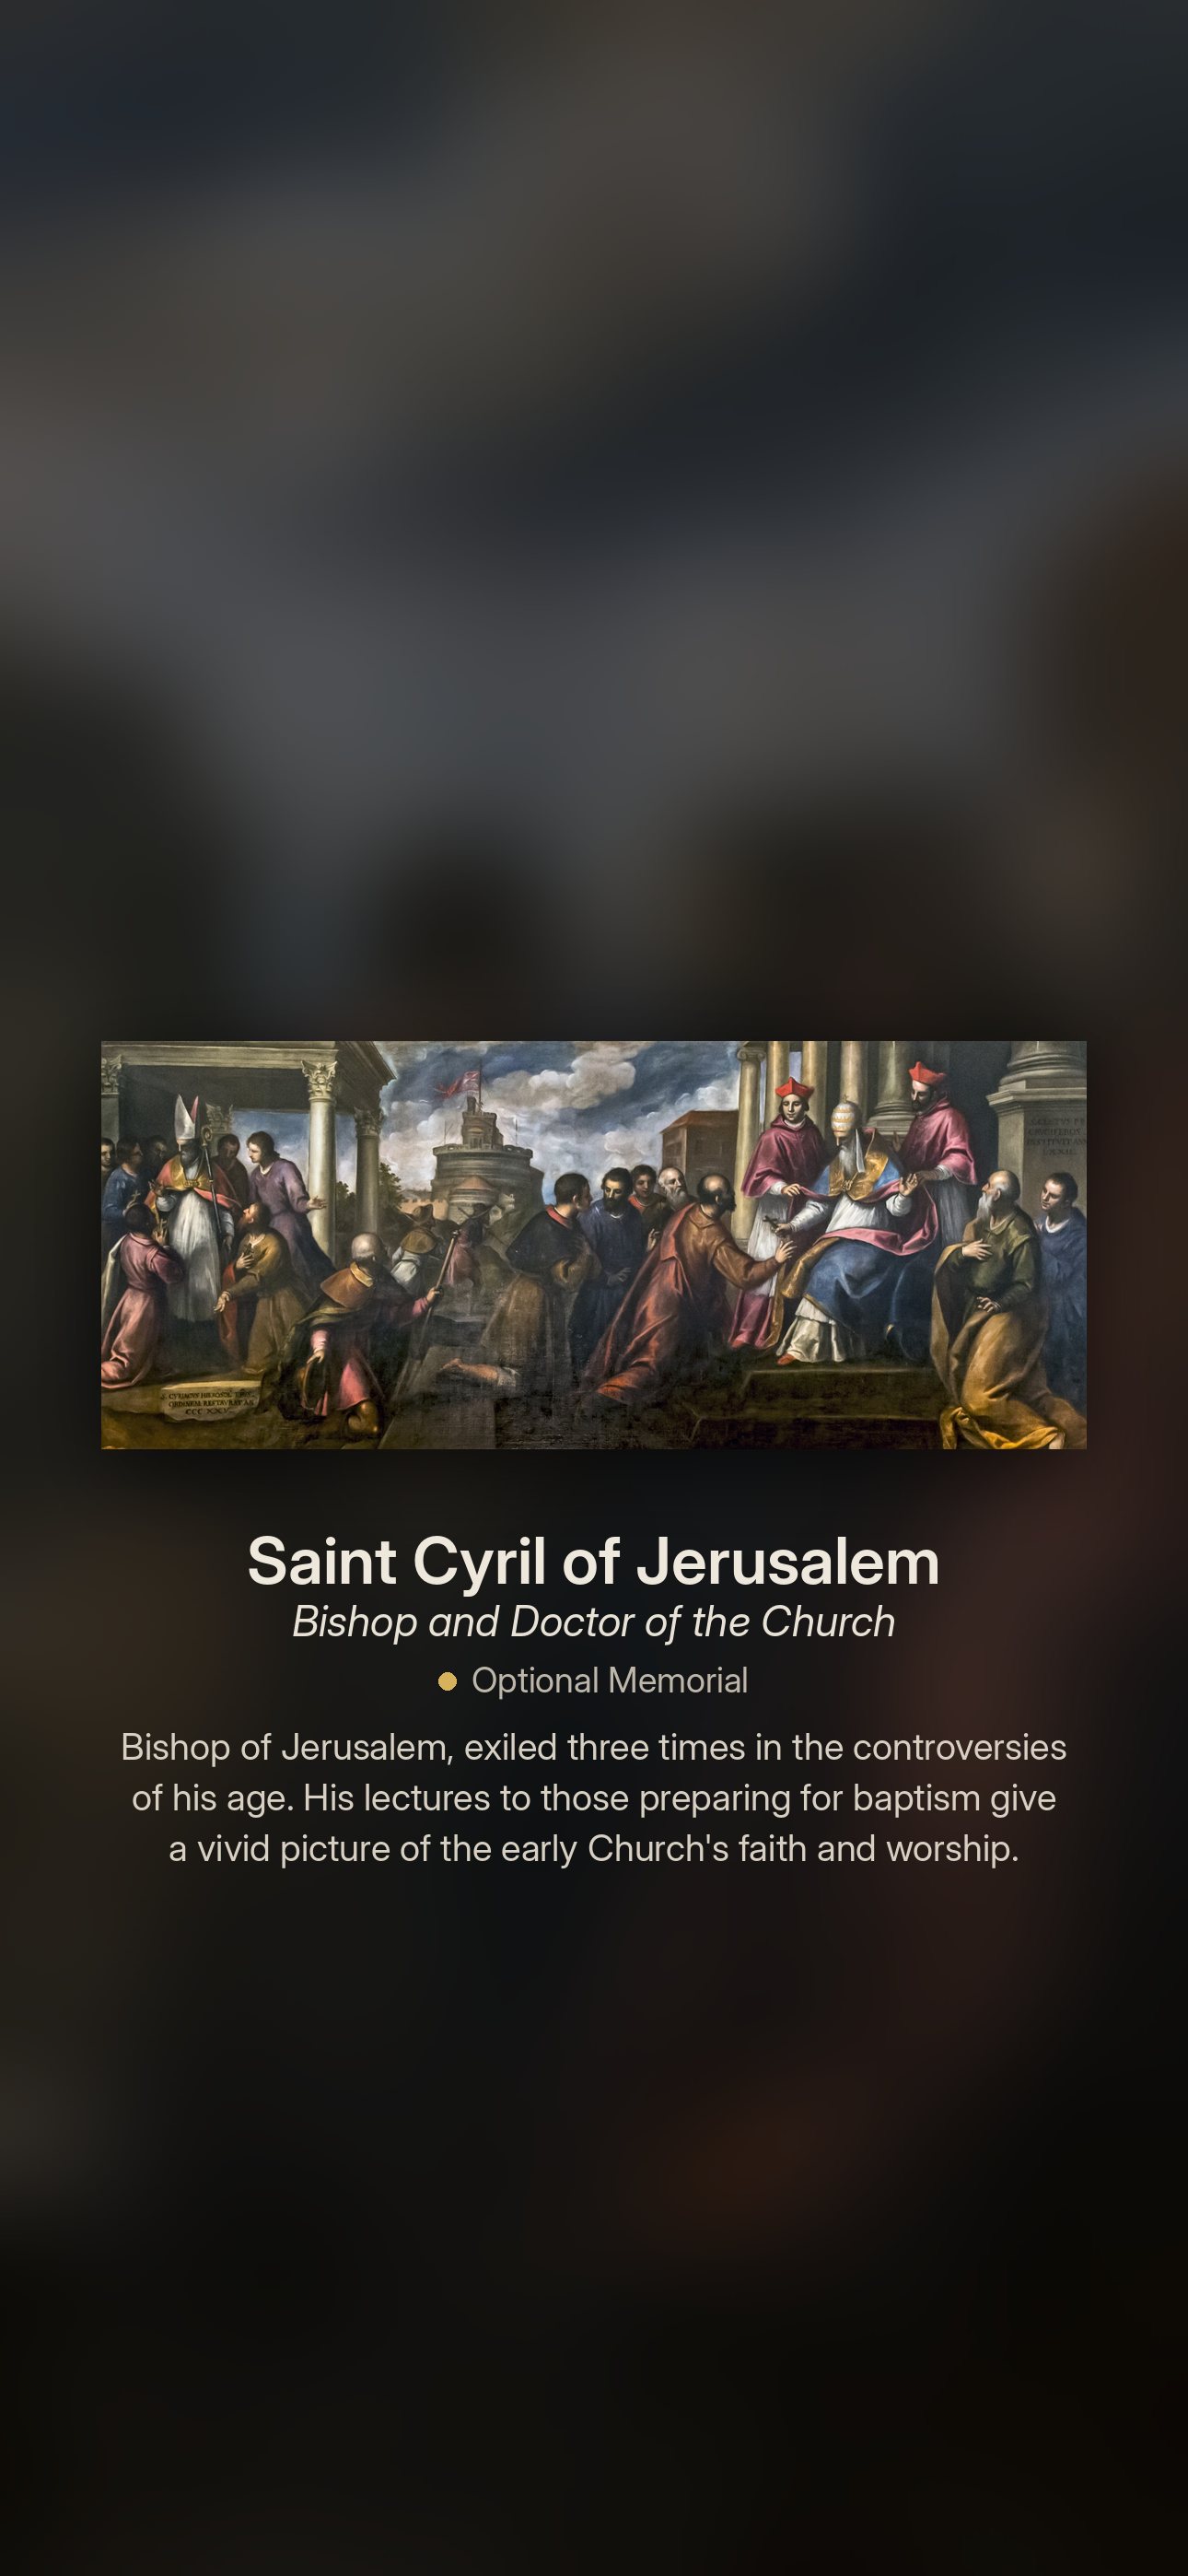 Saint Cyril of Jerusalem
Bishop and Doctor of the Church
Optional Memorial
Bishop of Jerusalem, exiled three times in the controversies
of his age. His lectures to those preparing for baptism give
a vivid picture of the early Church's faith and worship.